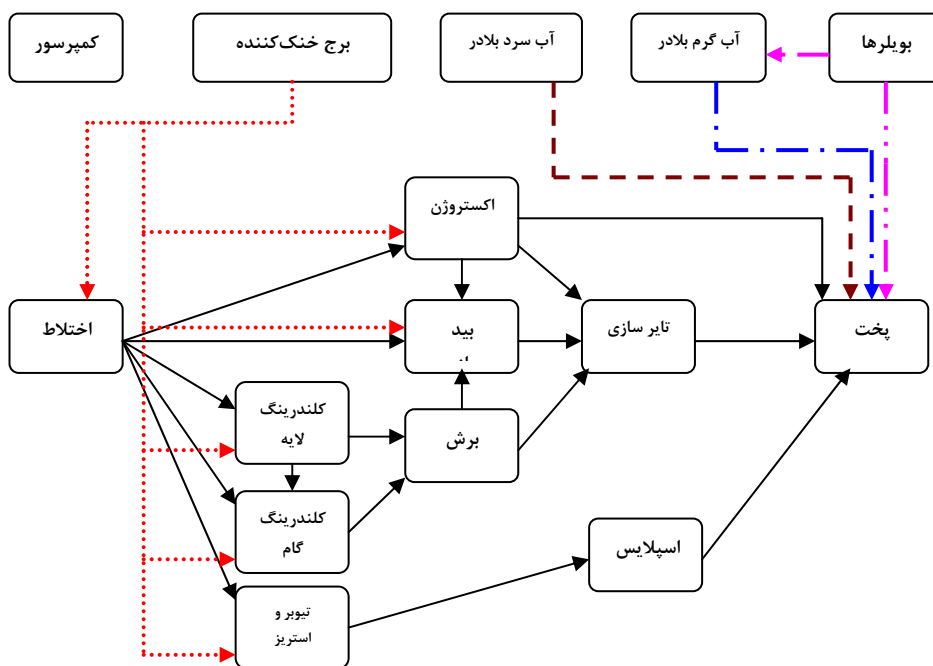 بویلرها
آب گرم بلادر
آب سرد بلادر
برج خنک‌کننده
کمپرسور
اکستروژن
اختلاط
بید
تایر سازی
پخت
کلندرینگ
لایه
برش
کلندرینگ
گام
اسپلایس
تیوبر و
استریز